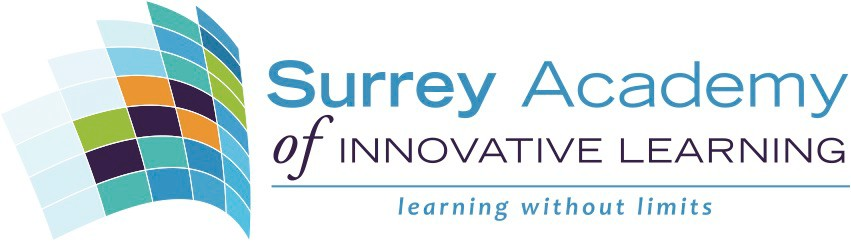 Surrey Academy
of INNOVATIVE LEARNING
learning without limits